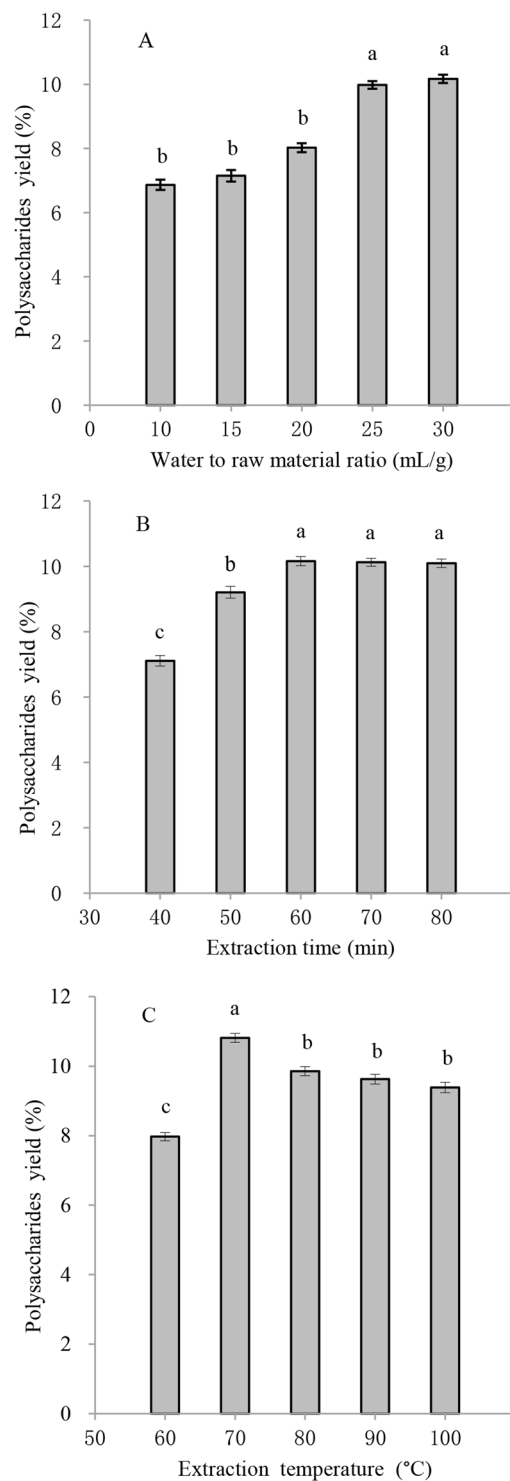 12
A
a
a
10
b
b
b
8
6
4
2
0
Polysaccharides yield (%)
0
10
15
20
25
30
Water to raw material ratio (mL/g)
12
B
a
a
a
10
b
8
c
6
4
2
0
Polysaccharides yield (%)
30
40
50
60
70
80
Extraction time (min)
12
C
a
10
b
b
b
8
c
6
4
2
0
Polysaccharides yield (%)
50
60
70
80
90
100
Extraction temperature (°C)